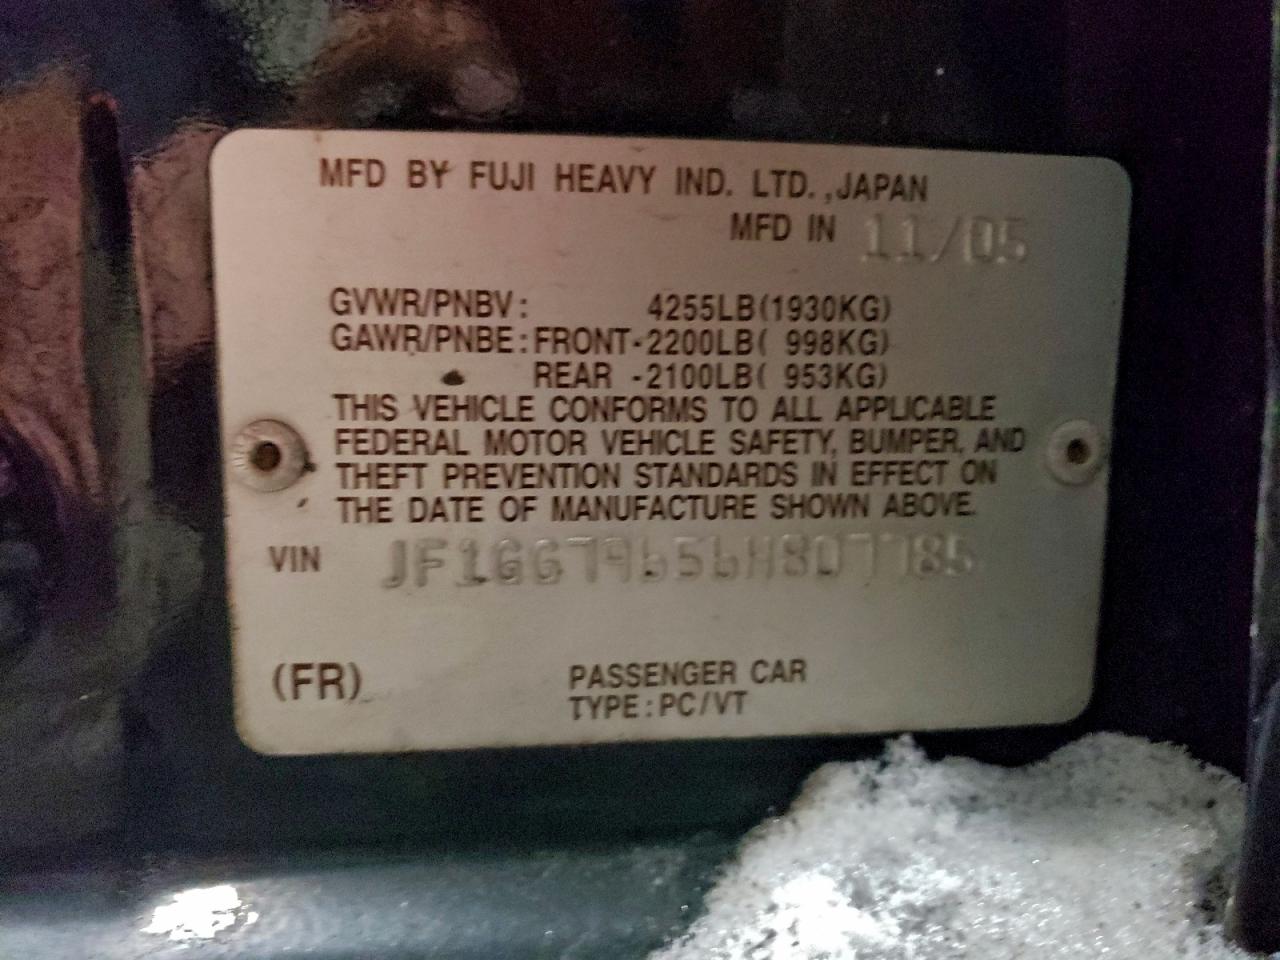 MFD BY FUJI HEAVY IND. LTD.,JAPAN
MFD IN 11/05
GVWR/PNBV: 4255LB(1930KG)
GAWR/PNBE:FRONT-2200LB( 998KG)
REAR -2100LB( 953KG)
THIS VEHICLE CONFORMS TO ALL APPLICABLE
FEDERAL MOTOR VEHICLE SAFETY, BUMPER, AND
THEFT PREVENTION STANDARDS IN EFFECT ON
THE DATE OF MANUFACTURE SHOWN ABOVE.
VIN JF1GG79656H807785
(FR) PASSENGER CAR
TYPE:PC/VT